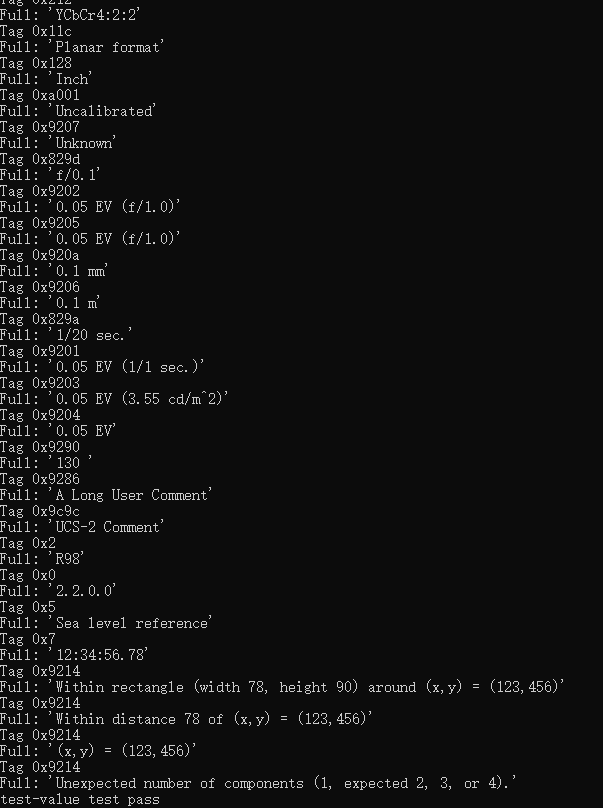 Tag 0x212
Full: 'YCbCr4:2:2'
Tag 0x11c
Full: 'Planar format'
Tag 0x128
Full: 'Inch'
Tag 0xa001
Full: 'Uncalibrated'
Tag 0x9207
Full: 'Unknown'
Tag 0x829d
Full: 'f/0.1'
Tag 0x9202
Full: '0.05 EV (f/1.0)'
Tag 0x9205
Full: '0.05 EV (f/1.0)'
Tag 0x920a
Full: '0.1 mm'
Tag 0x9206
Full: '0.1 m'
Tag 0x829a
Full: '1/20 sec.'
Tag 0x9201
Full: '0.05 EV (1/1 sec.)'
Tag 0x9203
Full: '0.05 EV (3.55 cd/m^2)'
Tag 0x9204
Full: '0.05 EV'
Tag 0x9290
Full: '130 '
Tag 0x9286
Full: 'A Long User Comment'
Tag 0x9c9c
Full: 'UCS-2 Comment'
Tag 0x2
Full: 'R98'
Tag 0x0
Full: '2.2.0.0'
Tag 0x5
Full: 'Sea level reference'
Tag 0x7
Full: '12:34:56.78'
Tag 0x9214
Full: 'Within rectangle (width 78, height 90) around (x,y) = (123,456)'
Tag 0x9214
Full: 'Within distance 78 of (x,y) = (123,456)'
Tag 0x9214
Full: '(x,y) = (123,456)'
Tag 0x9214
Full: 'Unexpected number of components (1, expected 2, 3, or 4).'
test-value test pass